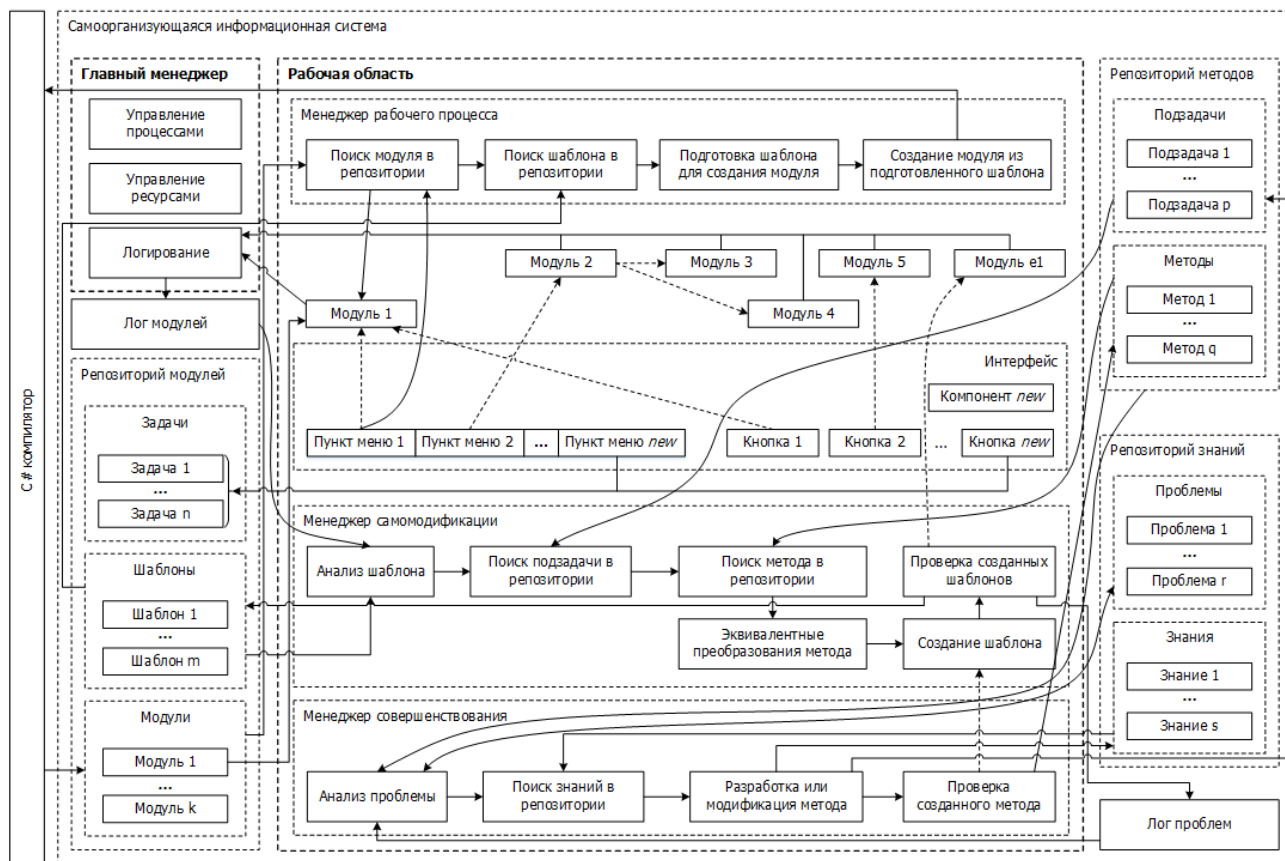 Самоорганизующаяся информационная система
C # компилятор
Главный менеджер
Управление
процессами
Управление
ресурсами
Логирование
Лог модулей
Репозиторий модулей
Задачи
Задача 1
...
Задача n
Шаблоны
Шаблон 1
...
Шаблон m
Модули
Модуль 1
...
Модуль k
Рабочая область
Менеджер рабочего процесса
Поиск модуля в
репозитории
Поиск шаблона в
репозитории
Подготовка шаблона
для создания модуля
Создание модуля из
подготовленного шаблона
Модуль 2
Модуль 3
Модуль 5
Модуль e1
Модуль 1
Модуль 4
Интерфейс
Компонент new
Пункт меню 1
Пункт меню 2
...
Пункт меню new
Кнопка 1
Кнопка 2
...
Кнопка new
Менеджер самомодификации
Анализ шаблона
Поиск подзадачи в
репозитории
Поиск метода в
репозитории
Проверка созданных
шаблонов
Эквивалентные
преобразования метода
Создание шаблона
Менеджер совершенствования
Анализ проблемы
Поиск знаний в
репозитории
Разработка или
модификация метода
Проверка
созданного метода
Репозиторий методов
Подзадачи
Подзадача 1
...
Подзадача p
Методы
Метод 1
...
Метод q
Репозиторий знаний
Проблемы
Проблема 1
...
Проблема r
Знания
Знание 1
...
Знание s
Лог проблем